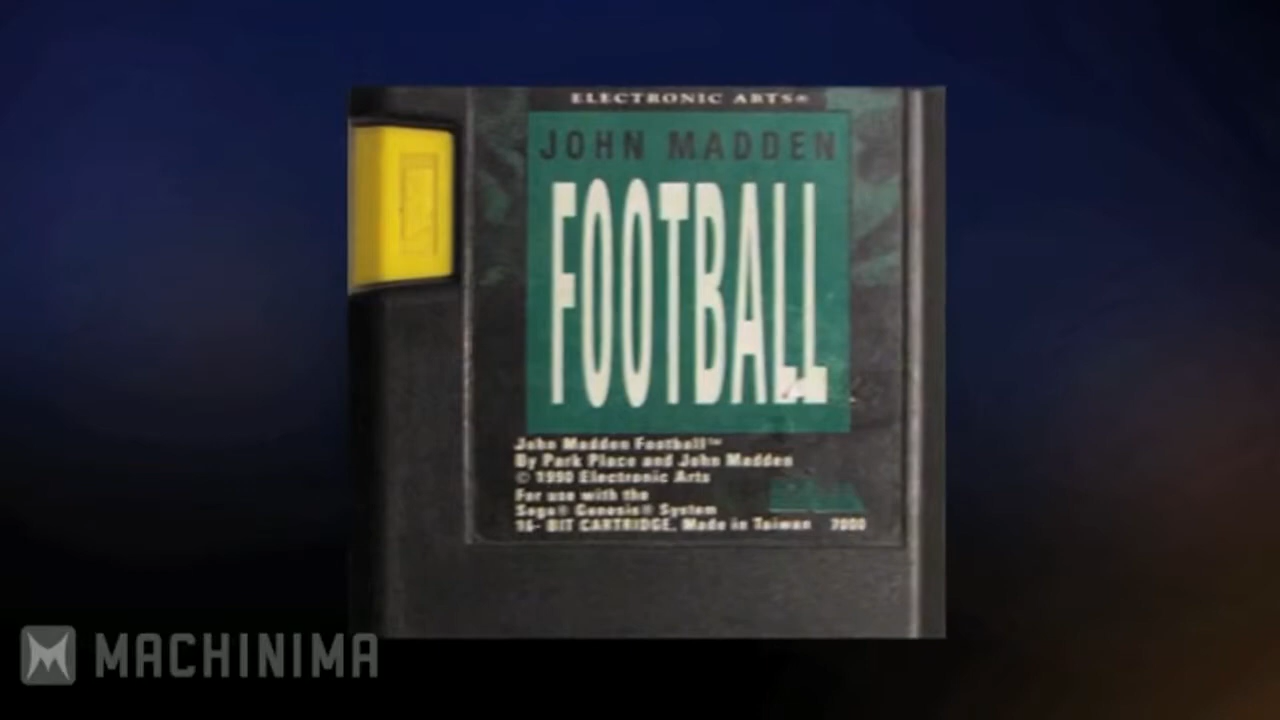 ELECTRONIC ARTS®
JOHN MADDEN
FOOTBALL
John Madden Football™
By Park Place and John Madden
© 1990 Electronic Arts
For use with the
Sega® Genesis® System
16- BIT CARTRIDGE. Made in Taiwan 7080
MACHINIMA